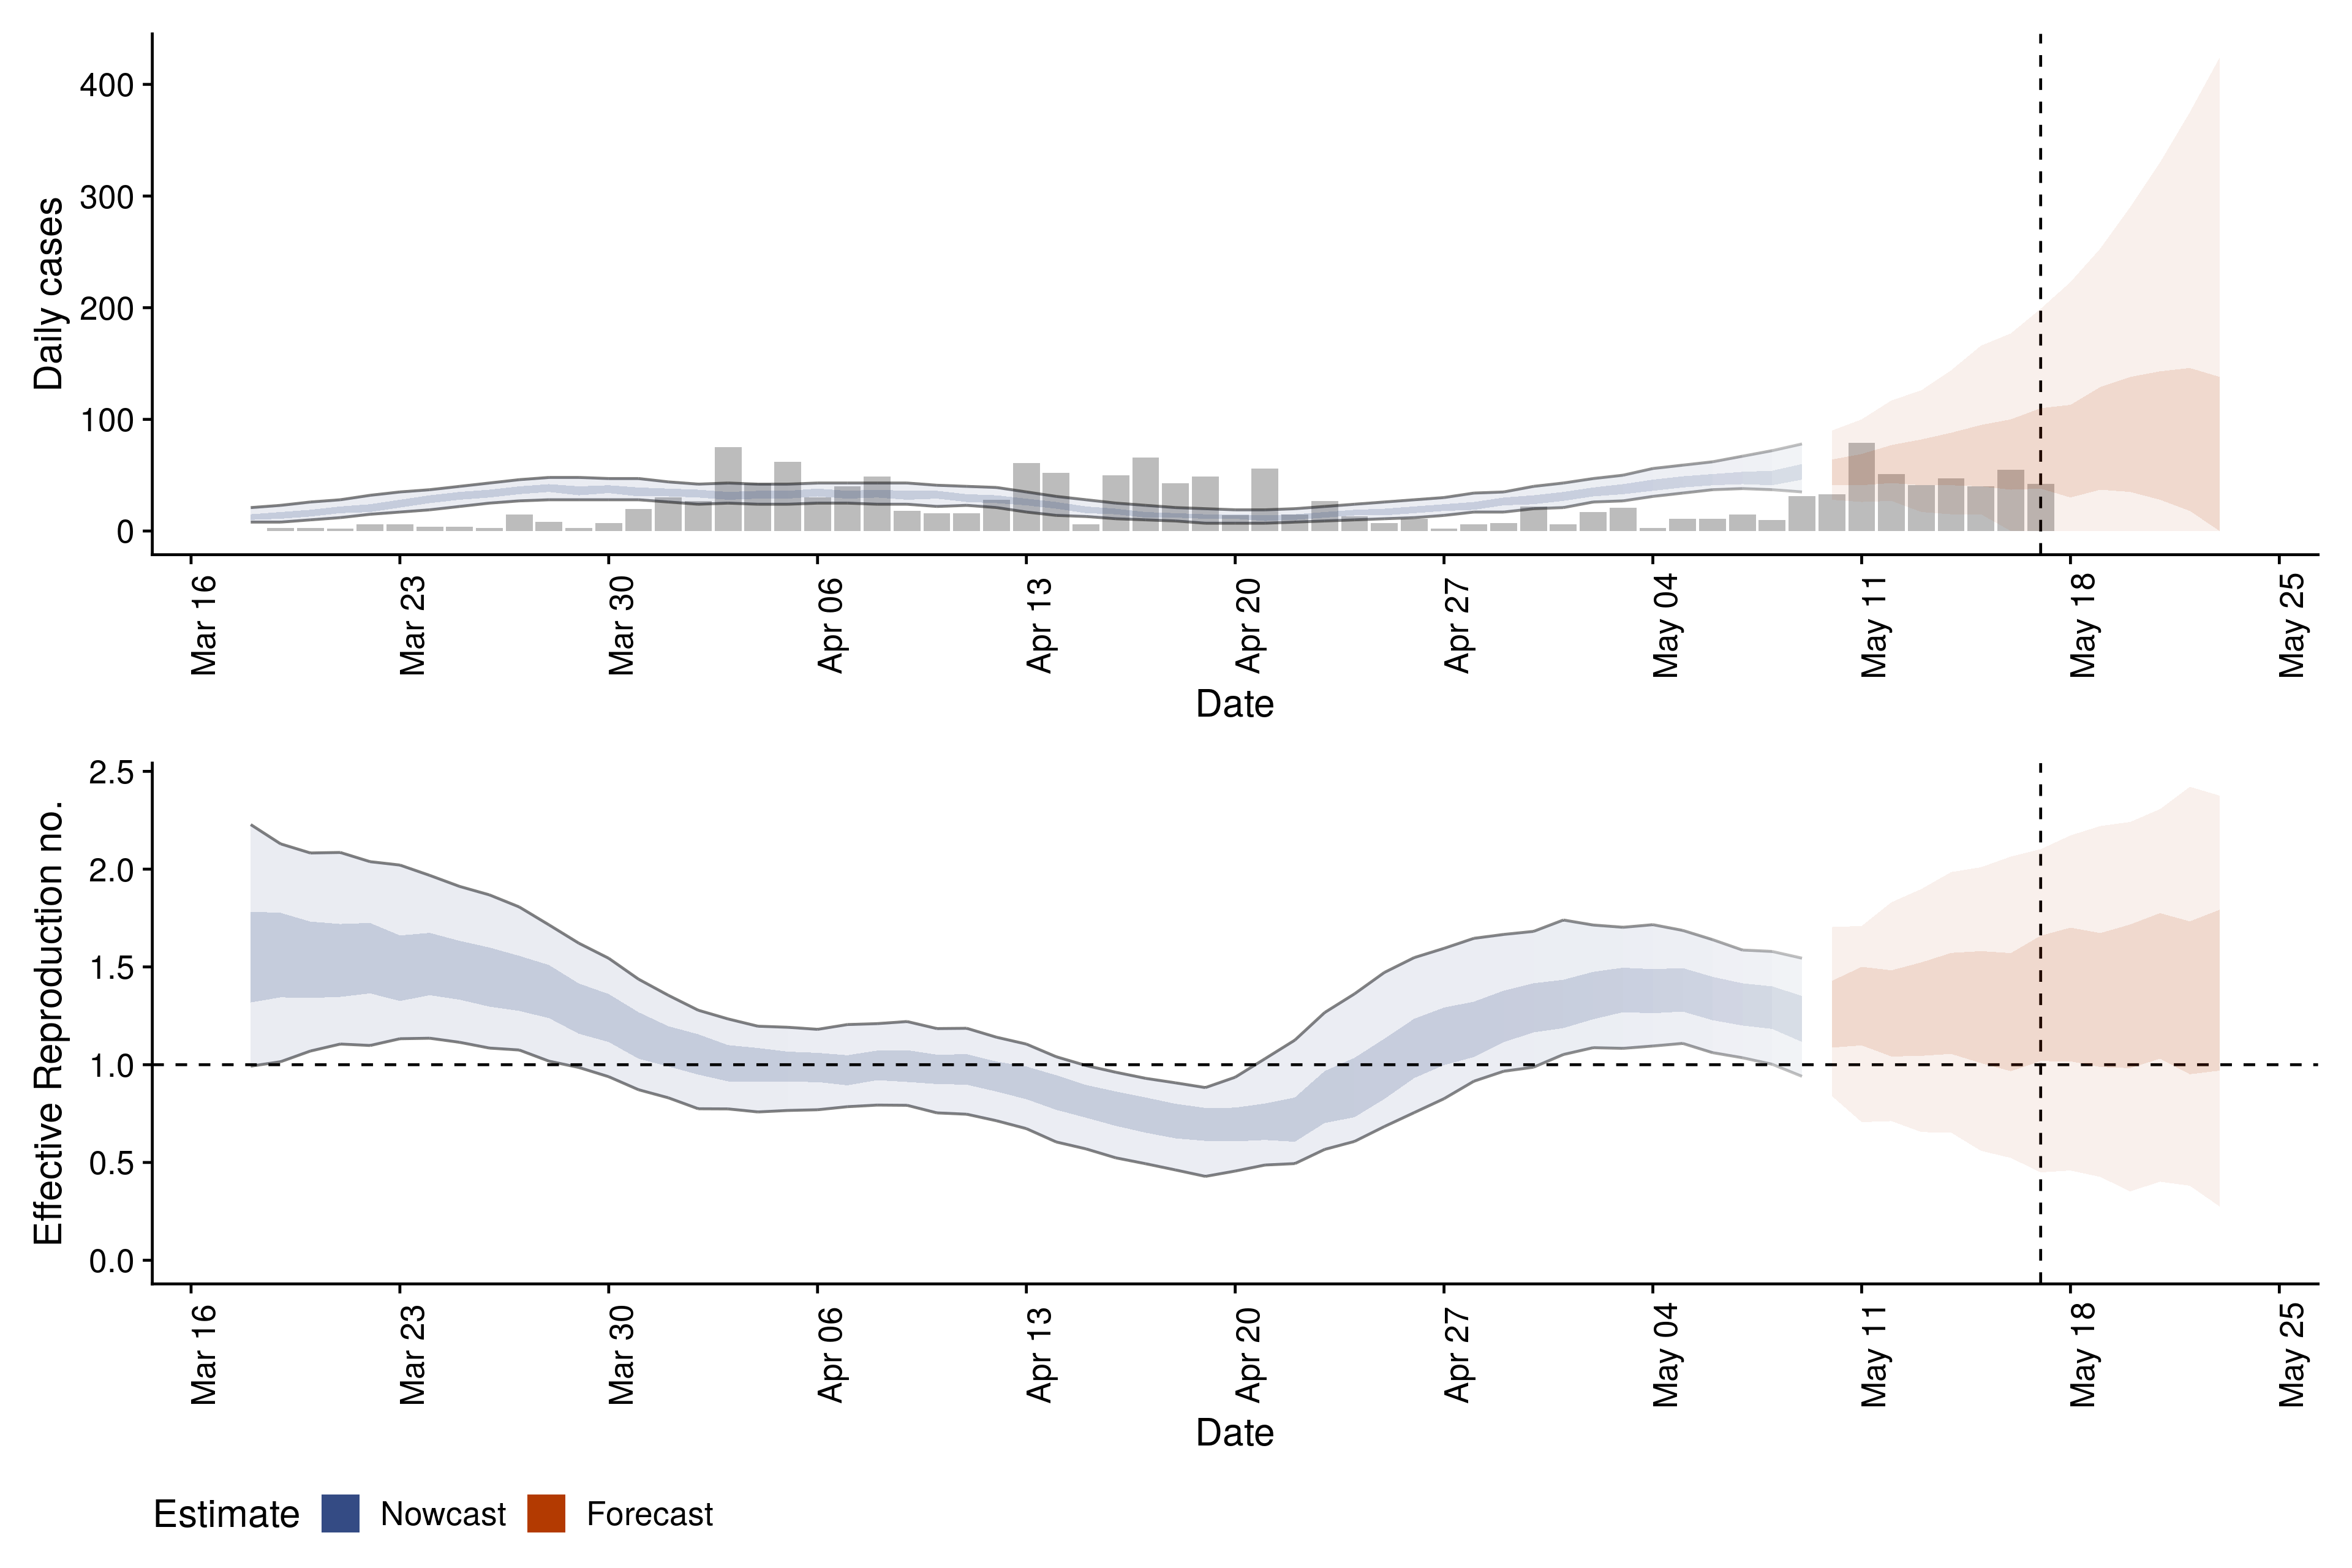 400
300
200
100
0
Daily cases
Mar 16
Mar 23
Mar 30
Apr 06
Apr 13
Apr 20
Apr 27
May 04
May 11
May 18
May 25
Date
2.5
2.0
1.5
1.0
0.5
0.0
Effective Reproduction no.
Mar 16
Mar 23
Mar 30
Apr 06
Apr 13
Apr 20
Apr 27
May 04
May 11
May 18
May 25
Date
Estimate Nowcast Forecast